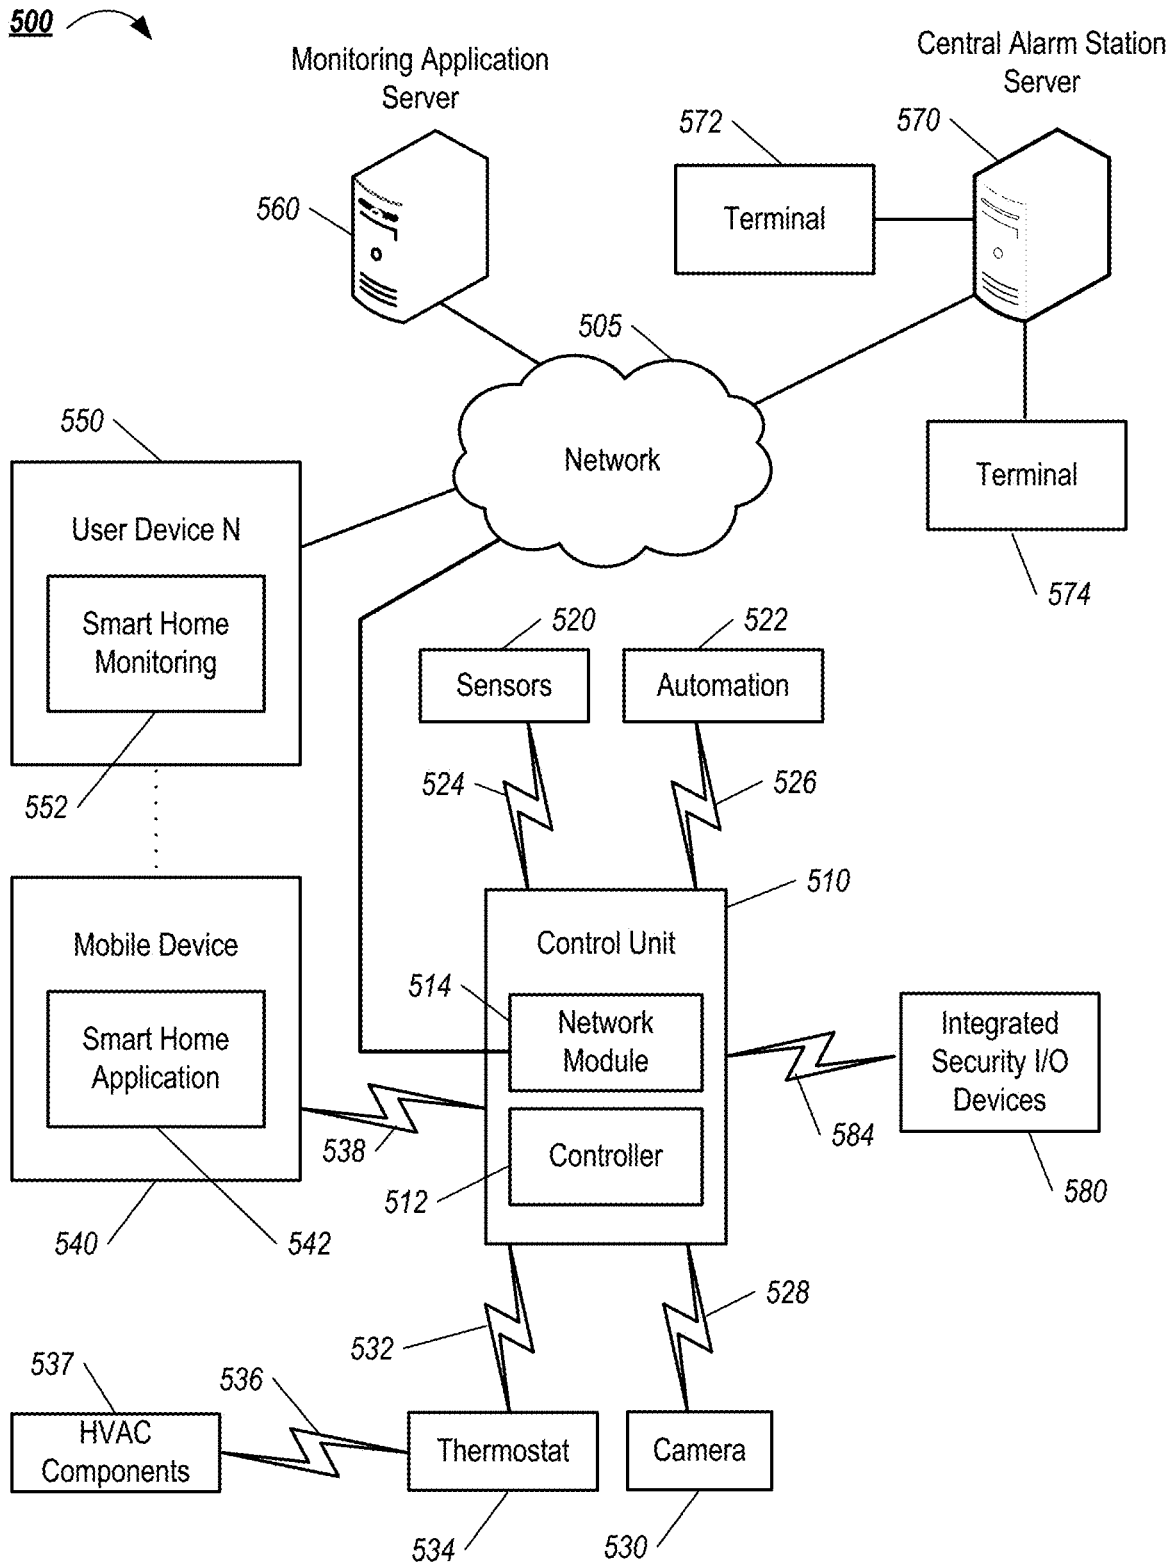 500
Monitoring Application
Server
Central Alarm Station
Server
572
570
560
Terminal
505
550
Network
Terminal
User Device N
574
Smart Home
Monitoring
520
522
Sensors
Automation
552
524
526
510
Mobile Device
Control Unit
514
Smart Home
Application
Network
Module
Integrated
Security I/O
Devices
538
584
Controller
512
580
540
542
528
532
537
536
HVAC
Components
Thermostat
Camera
534
530